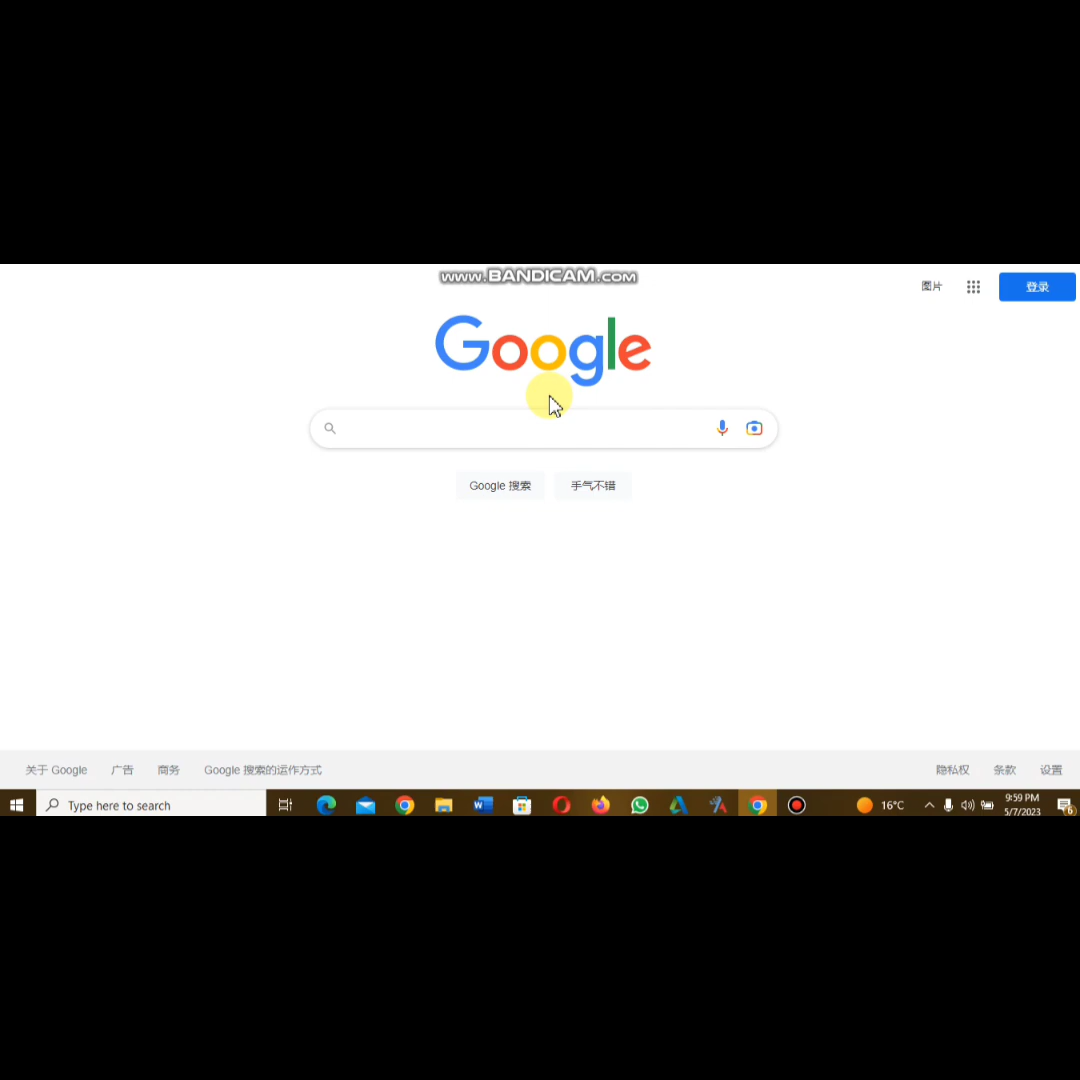 www.BANDICAM.com
图片
登录
Google
Google 搜索
手气不错
关于 Google
广告
商务
Google 搜索的运作方式
隐私权
条款
设置
Type here to search
16°C
9:59 PM
5/7/2023
6